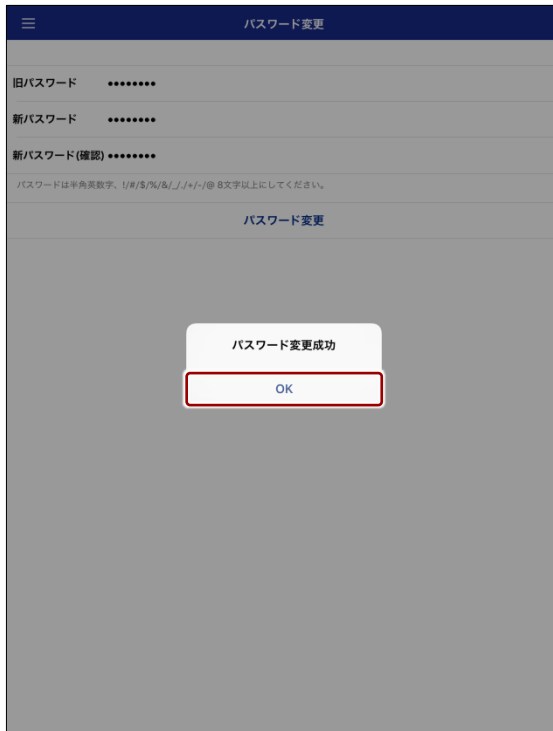 パスワード変更
旧パスワード ••••••••
新パスワード ••••••••
新パスワード(確認) ••••••••
パスワードは半角英数字、!/#/$/%/&/_/./+/-/@ 8文字以上にしてください。
パスワード変更
パスワード変更成功
OK